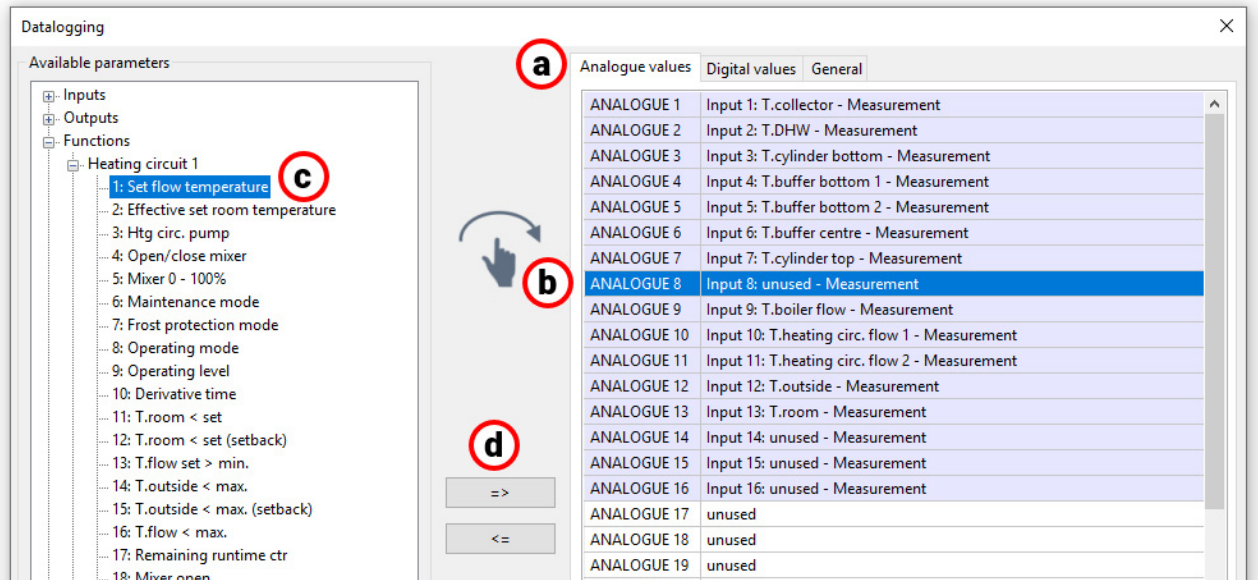 Datalogging
Available parameters
Inputs
Outputs
Functions
Heating circuit 1
1: Set flow temperature
2: Effective set room temperature
3: Htg circ. pump
4: Open/close mixer
5: Mixer 0 - 100%
6: Maintenance mode
7: Frost protection mode
8: Operating mode
9: Operating level
10: Derivative time
11: T.room < set
12: T.room < set (setback)
13: T.flow set > min.
14: T.outside < max.
15: T.outside < max. (setback)
16: T.flow < max.
17: Remaining runtime ctr
18: Mixer open
c
b
d
=>
<=
a
Analogue values Digital values General
ANALOGUE 1 Input 1: T.collector - Measurement
ANALOGUE 2 Input 2: T.DHW - Measurement
ANALOGUE 3 Input 3: T.cylinder bottom - Measurement
ANALOGUE 4 Input 4: T.buffer bottom 1 - Measurement
ANALOGUE 5 Input 5: T.buffer bottom 2 - Measurement
ANALOGUE 6 Input 6: T.buffer centre - Measurement
ANALOGUE 7 Input 7: T.cylinder top - Measurement
ANALOGUE 8 Input 8: unused - Measurement
ANALOGUE 9 Input 9: T.boiler flow - Measurement
ANALOGUE 10 Input 10: T.heating circ. flow 1 - Measurement
ANALOGUE 11 Input 11: T.heating circ. flow 2 - Measurement
ANALOGUE 12 Input 12: T.outside - Measurement
ANALOGUE 13 Input 13: T.room - Measurement
ANALOGUE 14 Input 14: unused - Measurement
ANALOGUE 15 Input 15: unused - Measurement
ANALOGUE 16 Input 16: unused - Measurement
ANALOGUE 17 unused
ANALOGUE 18 unused
ANALOGUE 19 unused